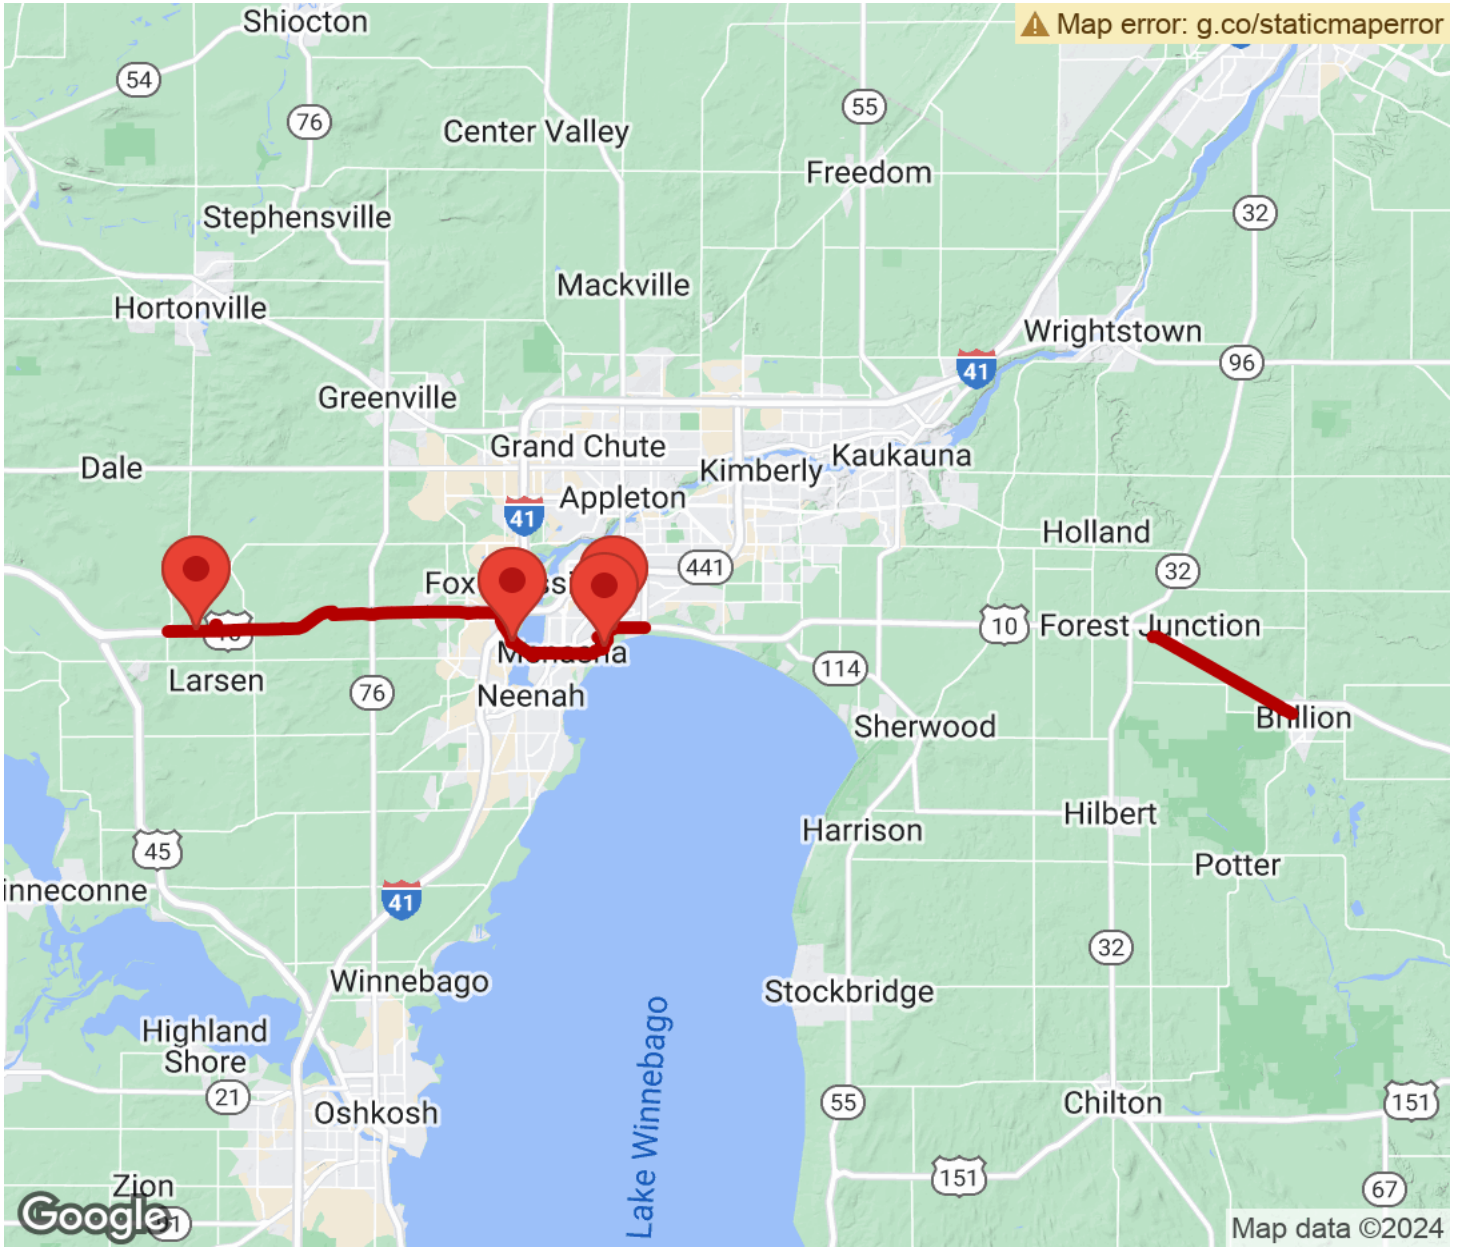 Shiocton
Map error: g.co/staticmaperror
54
55
76
Center Valley
Freedom
32
Stephensville
Mackville
Hortonville
Wrightstown
96
41
Greenville
Grand Chute
Kaukauna
Dale
Kimberly
Appleton
41
Holland
441
32
10
Forest Junction
10
Menasha
114
Larsen
76
Neenah
Sherwood
Brillion
Hilbert
Harrison
45
Potter
inneconne
41
32
Winnebago
Stockbridge
Highland
Shore
Lake Winnebago
21
55
Chilton
151
Oshkosh
151
Zion
67
Google
Map data ©2024